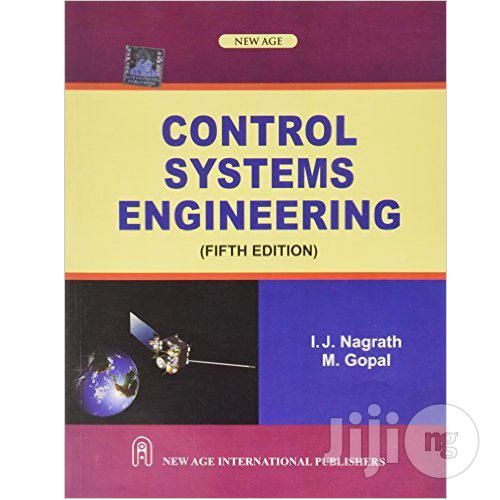 NEW AGE
CONTROL
SYSTEMS
ENGINEERING
(FIFTH EDITION)
I.J. Nagrath
M. Gopal
Jiji ng
NEW AGE INTERNATIONAL PUBLISHERS